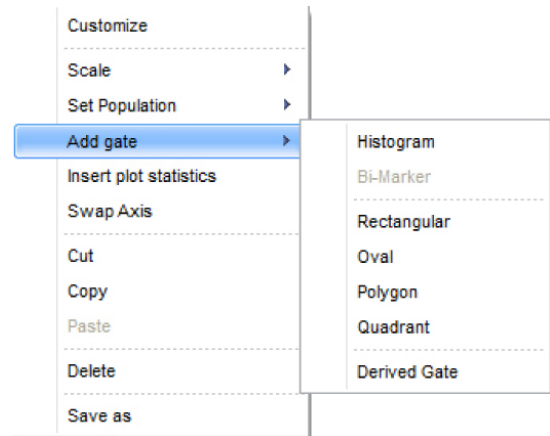 Customize
Scale
Set Population
Add gate
Insert plot statistics
Swap Axis
Cut
Copy
Paste
Delete
Save as
Histogram
Bi-Marker
Rectangular
Oval
Polygon
Quadrant
Derived Gate